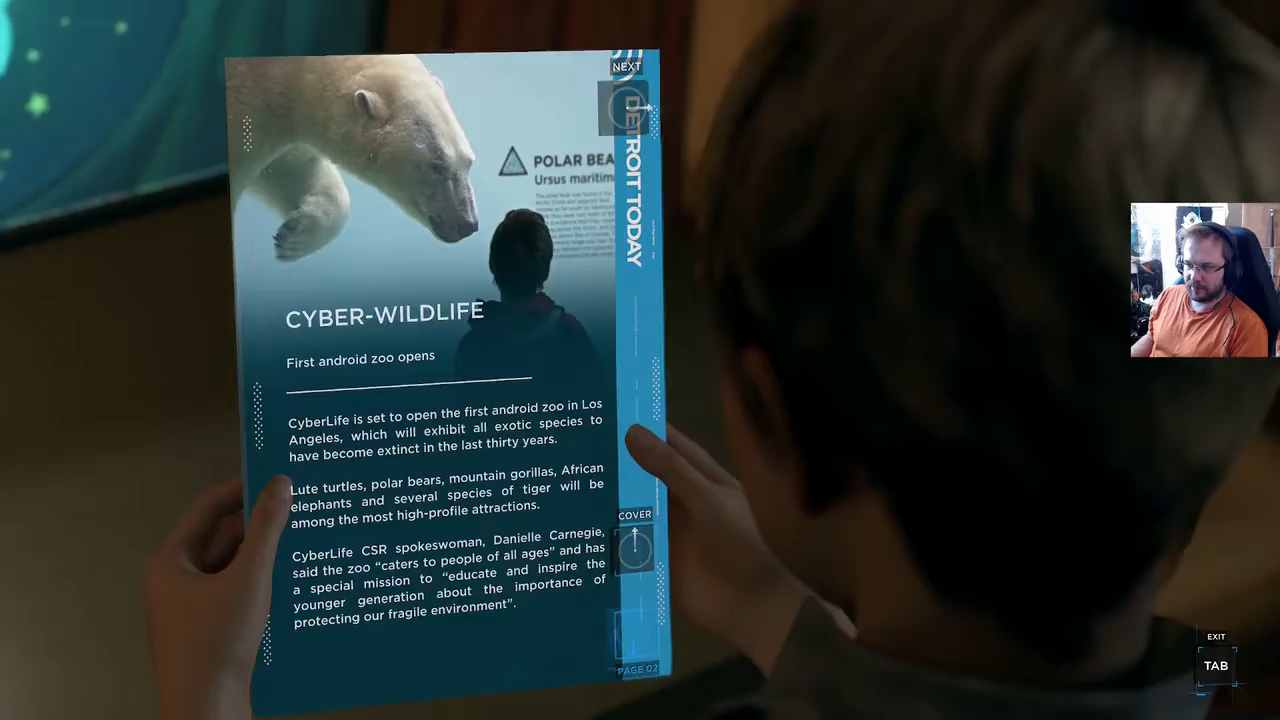 NEXT
DETROIT TODAY
POLAR BEA
Ursus maritim
CYBER-WILDLIFE
First android zoo opens
CyberLife is set to open the first android zoo in Los
Angeles, which will exhibit all exotic species to
have become extinct in the last thirty years.
Lute turtles, polar bears, mountain gorillas, African
elephants and several species of tiger will be
among the most high-profile attractions.
CyberLife CSR spokeswoman, Danielle Carnegie,
said the zoo “caters to people of all ages” and has
a special mission to “educate and inspire the
younger generation about the importance of
protecting our fragile environment”.
COVER
PAGE 02
EXIT
TAB